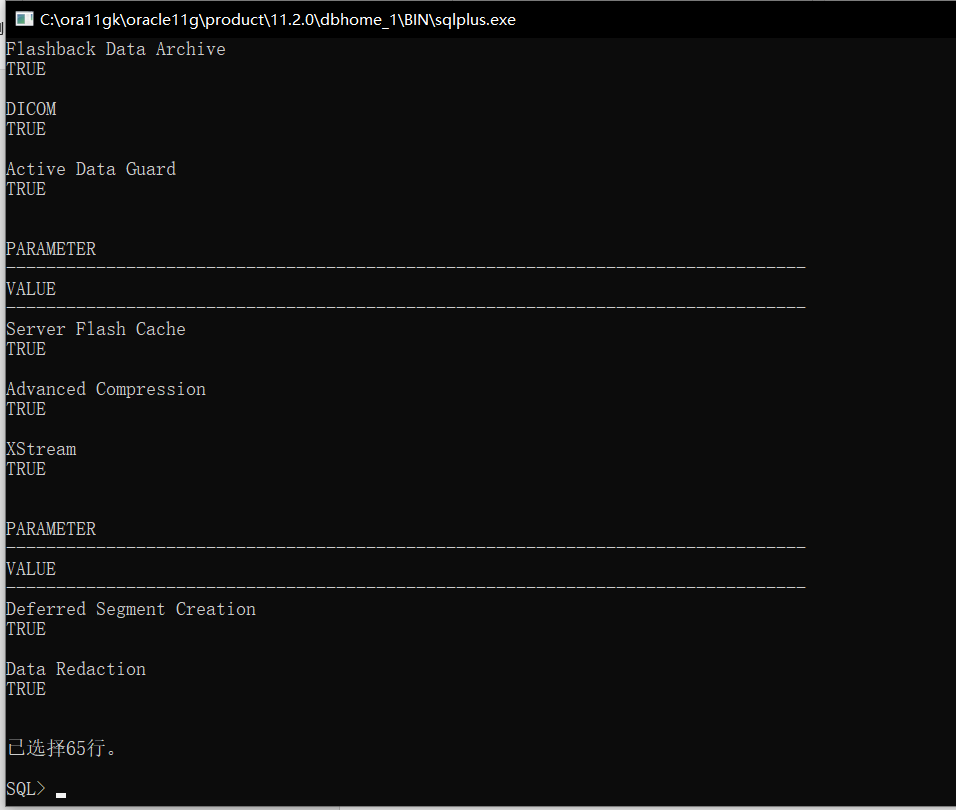 C:\ora11gk\oracle11g\product\11.2.0\dbhome_1\BIN\sqlplus.exe
Flashback Data Archive
TRUE
DICOM
TRUE
Active Data Guard
TRUE
PARAMETER
--------------------------------------------------------------------------------
VALUE
--------------------------------------------------------------------------------
Server Flash Cache
TRUE
Advanced Compression
TRUE
XStream
TRUE
PARAMETER
--------------------------------------------------------------------------------
VALUE
--------------------------------------------------------------------------------
Deferred Segment Creation
TRUE
Data Redaction
TRUE
已选择65行。
SQL> _